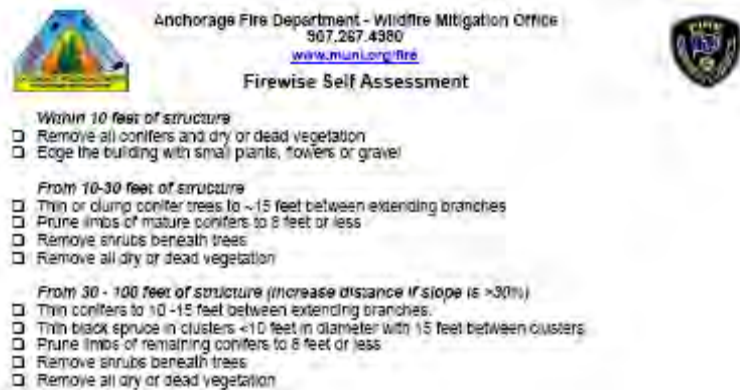 Anchorage Fire Department - Wildfire Mitigation Office
907.267.4980
www.muni.org/fire
Firewise Self Assessment
Within 10 feet of structure
Remove all conifers and dry or dead vegetation
Edge the building with small plants, flowers or gravel
From 10-30 feet of structure
Thin or clump conifer trees to ~15 feet between extending branches
Prune limbs of mature conifers to 8 feet or less
Remove shrubs beneath trees
Remove all dry or dead vegetation
From 30 - 100 feet of structure (increase distance if slope is >30%)
Thin conifers to 10 -15 feet between extending branches.
Thin black spruce in clusters <10 feet in diameter with 15 feet between clusters
Prune limbs of remaining conifers to 8 feet or less
Remove shrubs beneath trees
Remove all dry or dead vegetation
FIRE